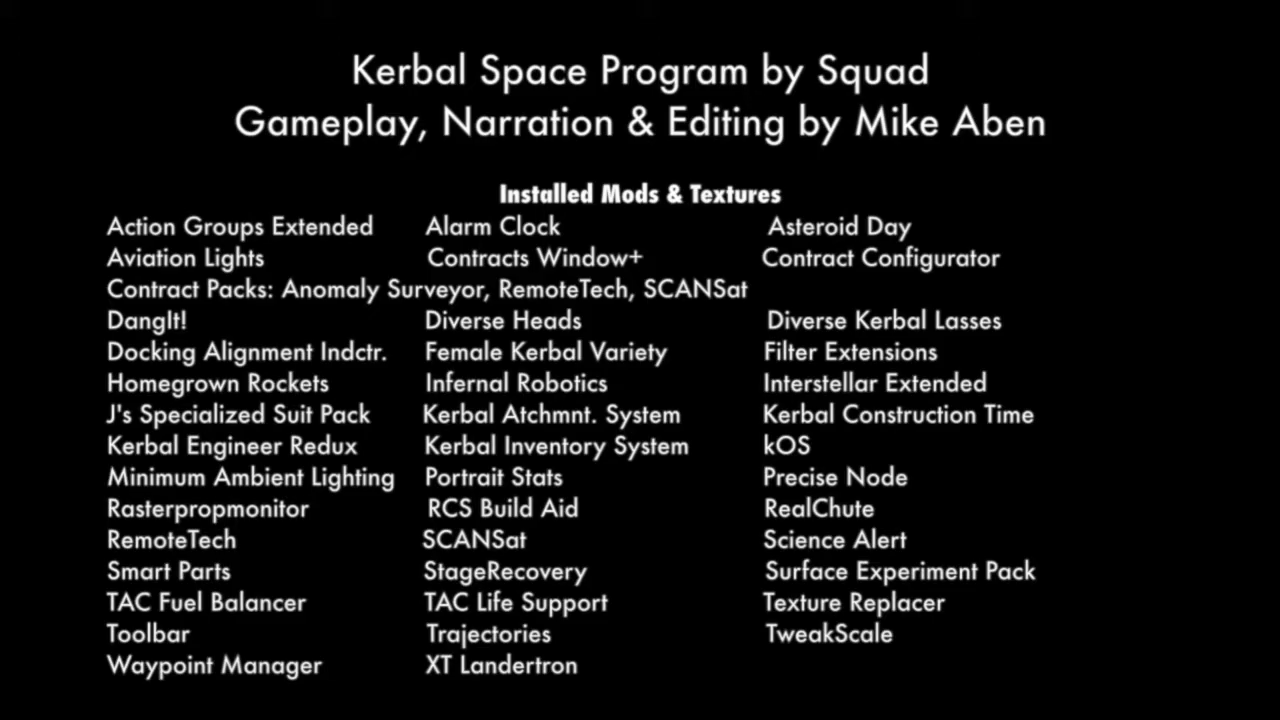 Kerbal Space Program by Squad
Gameplay, Narration & Editing by Mike Aben
Installed Mods & Textures
Action Groups Extended Alarm Clock Asteroid Day
Aviation Lights Contracts Window+ Contract Configurator
Contract Packs: Anomaly Surveyor, RemoteTech, SCANSat
DangIt! Diverse Heads Diverse Kerbal Lasses
Docking Alignment Indctr. Female Kerbal Variety Filter Extensions
Homegrown Rockets Infernal Robotics Interstellar Extended
J's Specialized Suit Pack Kerbal Atchmnt. System Kerbal Construction Time
Kerbal Engineer Redux Kerbal Inventory System kOS
Minimum Ambient Lighting Portrait Stats Precise Node
Rasterpropmonitor RCS Build Aid RealChute
RemoteTech SCANSat Science Alert
Smart Parts StageRecovery Surface Experiment Pack
TAC Fuel Balancer TAC Life Support Texture Replacer
Toolbar Trajectories TweakScale
Waypoint Manager XT Landertron